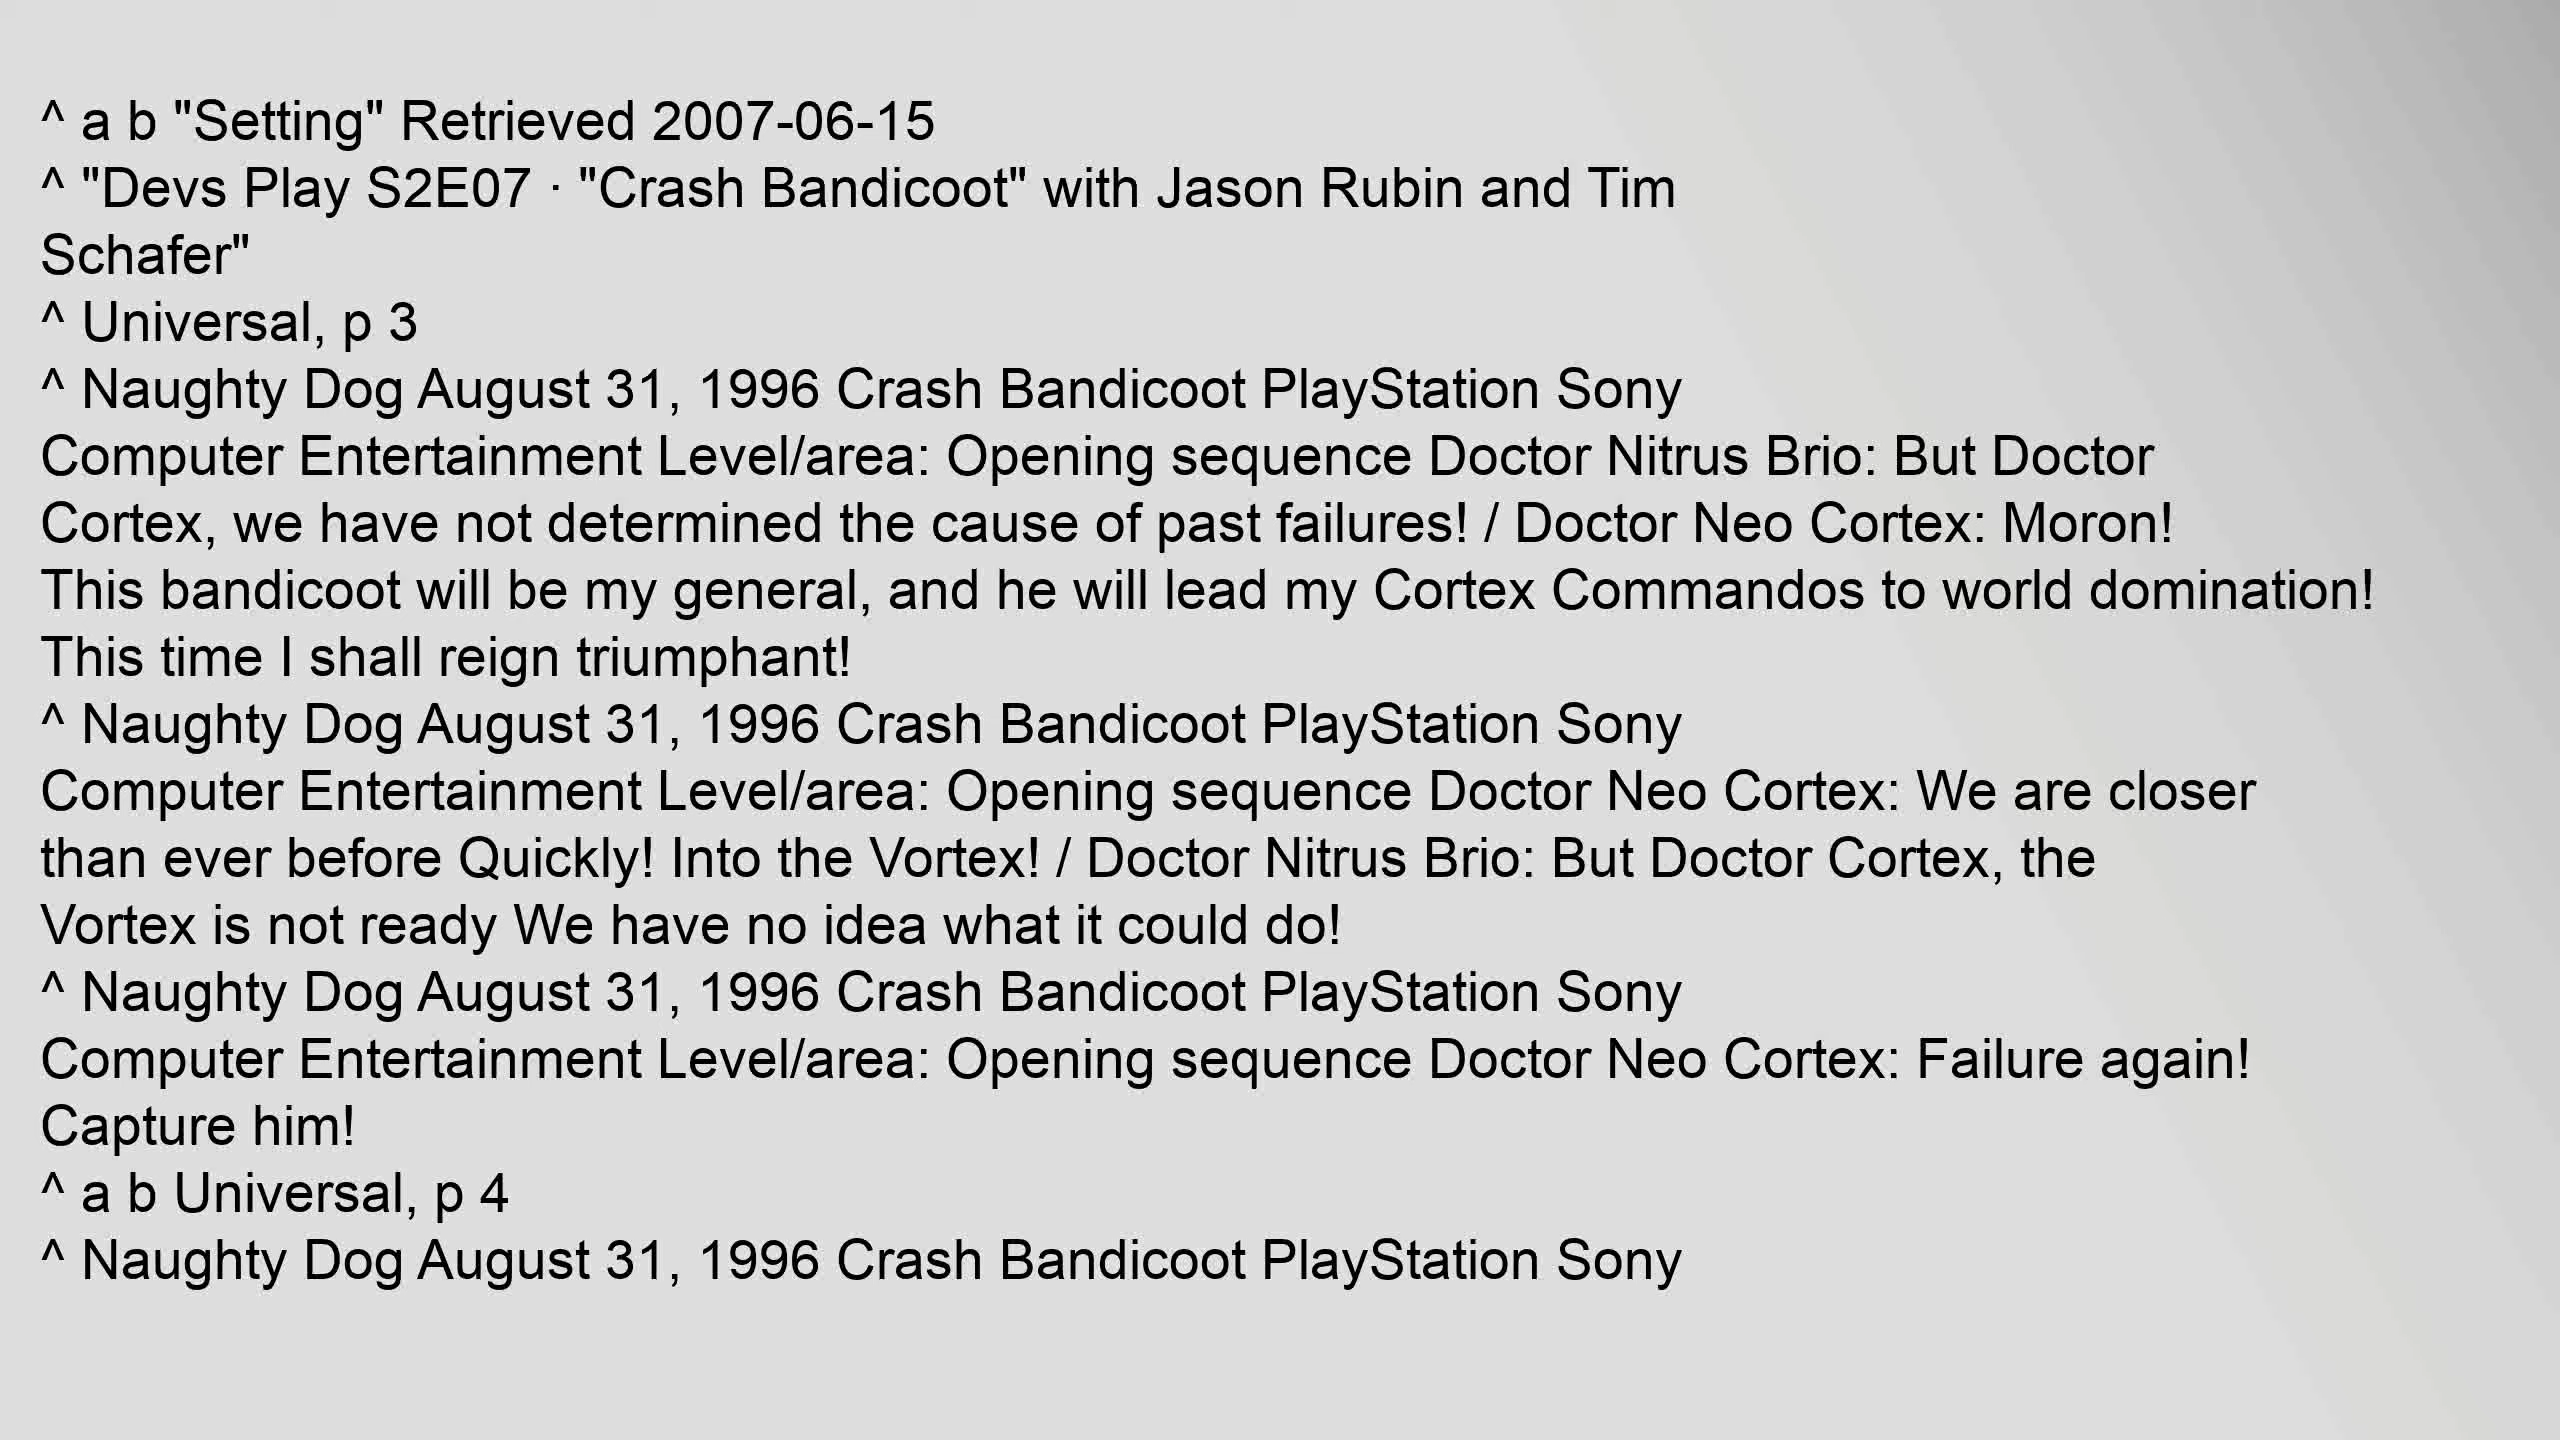 ^ a b "Setting" Retrieved 2007-06-15
^ "Devs Play S2E07 · "Crash Bandicoot" with Jason Rubin and Tim
Schafer"
^ Universal, p 3
^ Naughty Dog August 31, 1996 Crash Bandicoot PlayStation Sony
Computer Entertainment Level/area: Opening sequence Doctor Nitrus Brio: But Doctor
Cortex, we have not determined the cause of past failures! / Doctor Neo Cortex: Moron!
This bandicoot will be my general, and he will lead my Cortex Commandos to world domination!
This time I shall reign triumphant!
^ Naughty Dog August 31, 1996 Crash Bandicoot PlayStation Sony
Computer Entertainment Level/area: Opening sequence Doctor Neo Cortex: We are closer
than ever before Quickly! Into the Vortex! / Doctor Nitrus Brio: But Doctor Cortex, the
Vortex is not ready We have no idea what it could do!
^ Naughty Dog August 31, 1996 Crash Bandicoot PlayStation Sony
Computer Entertainment Level/area: Opening sequence Doctor Neo Cortex: Failure again!
Capture him!
^ a b Universal, p 4
^ Naughty Dog August 31, 1996 Crash Bandicoot PlayStation Sony